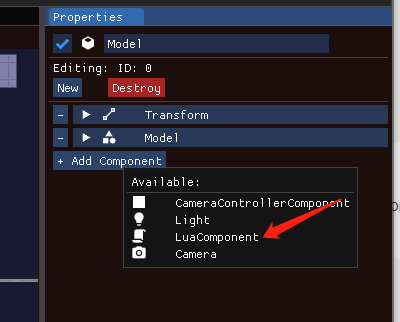 Properties
Model
Editing: ID: 0
New Destroy
- Transform
- Model
+ Add Component
Available:
CameraControllerComponent
Light
LuaComponent
Camera